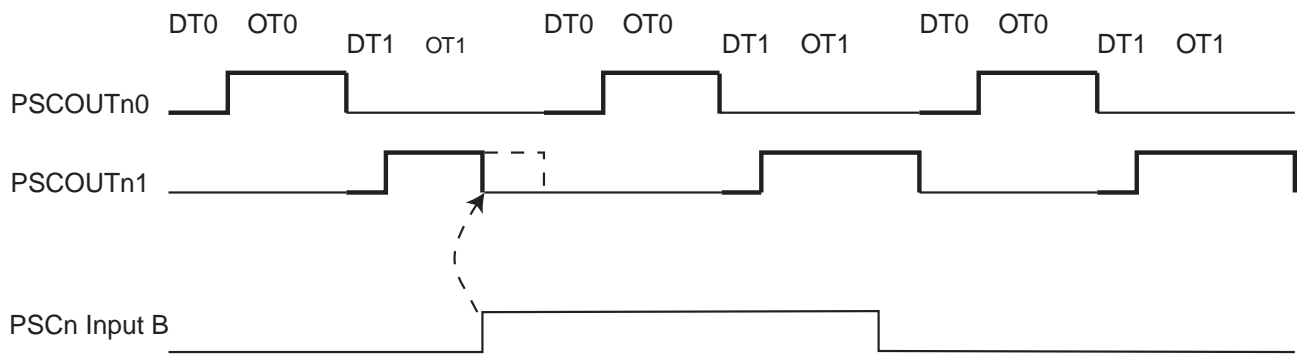 DT0 OT0 DT0 OT0 DT0 OT0
DT1 OT1 DT1 OT1 DT1 OT1
PSCOUTn0
PSCOUTn1
PSCn Input B